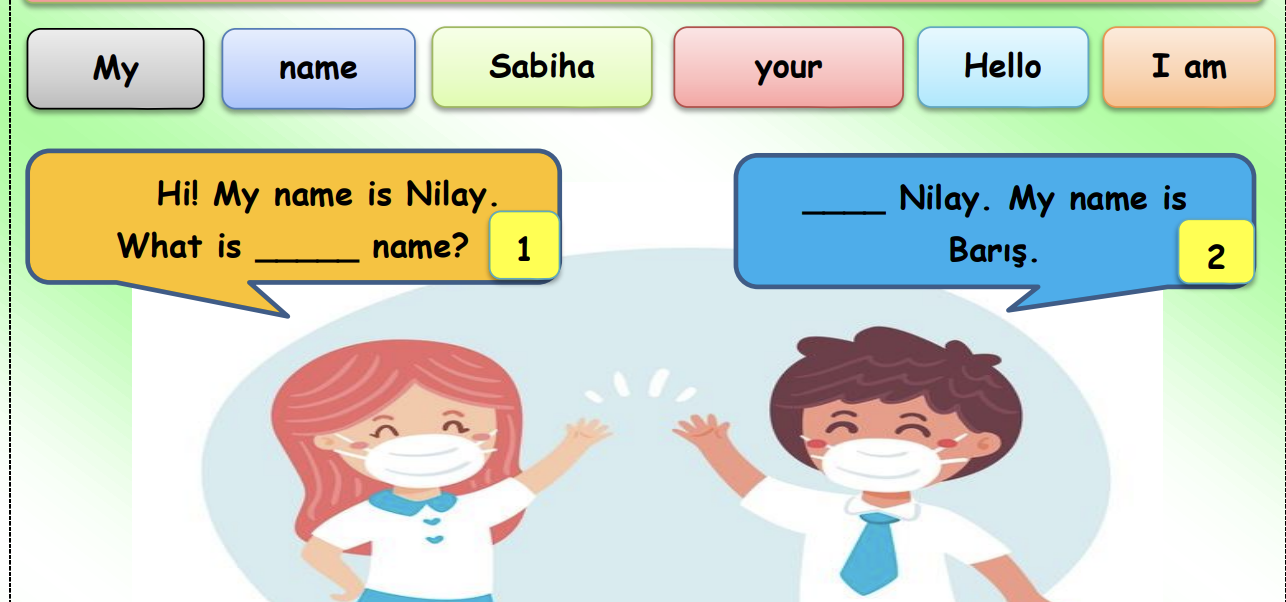 My name Sabiha your Hello I am
Hi! My name is Nilay.
What is _____ name?
1
____ Nilay. My name is
Barış.
2